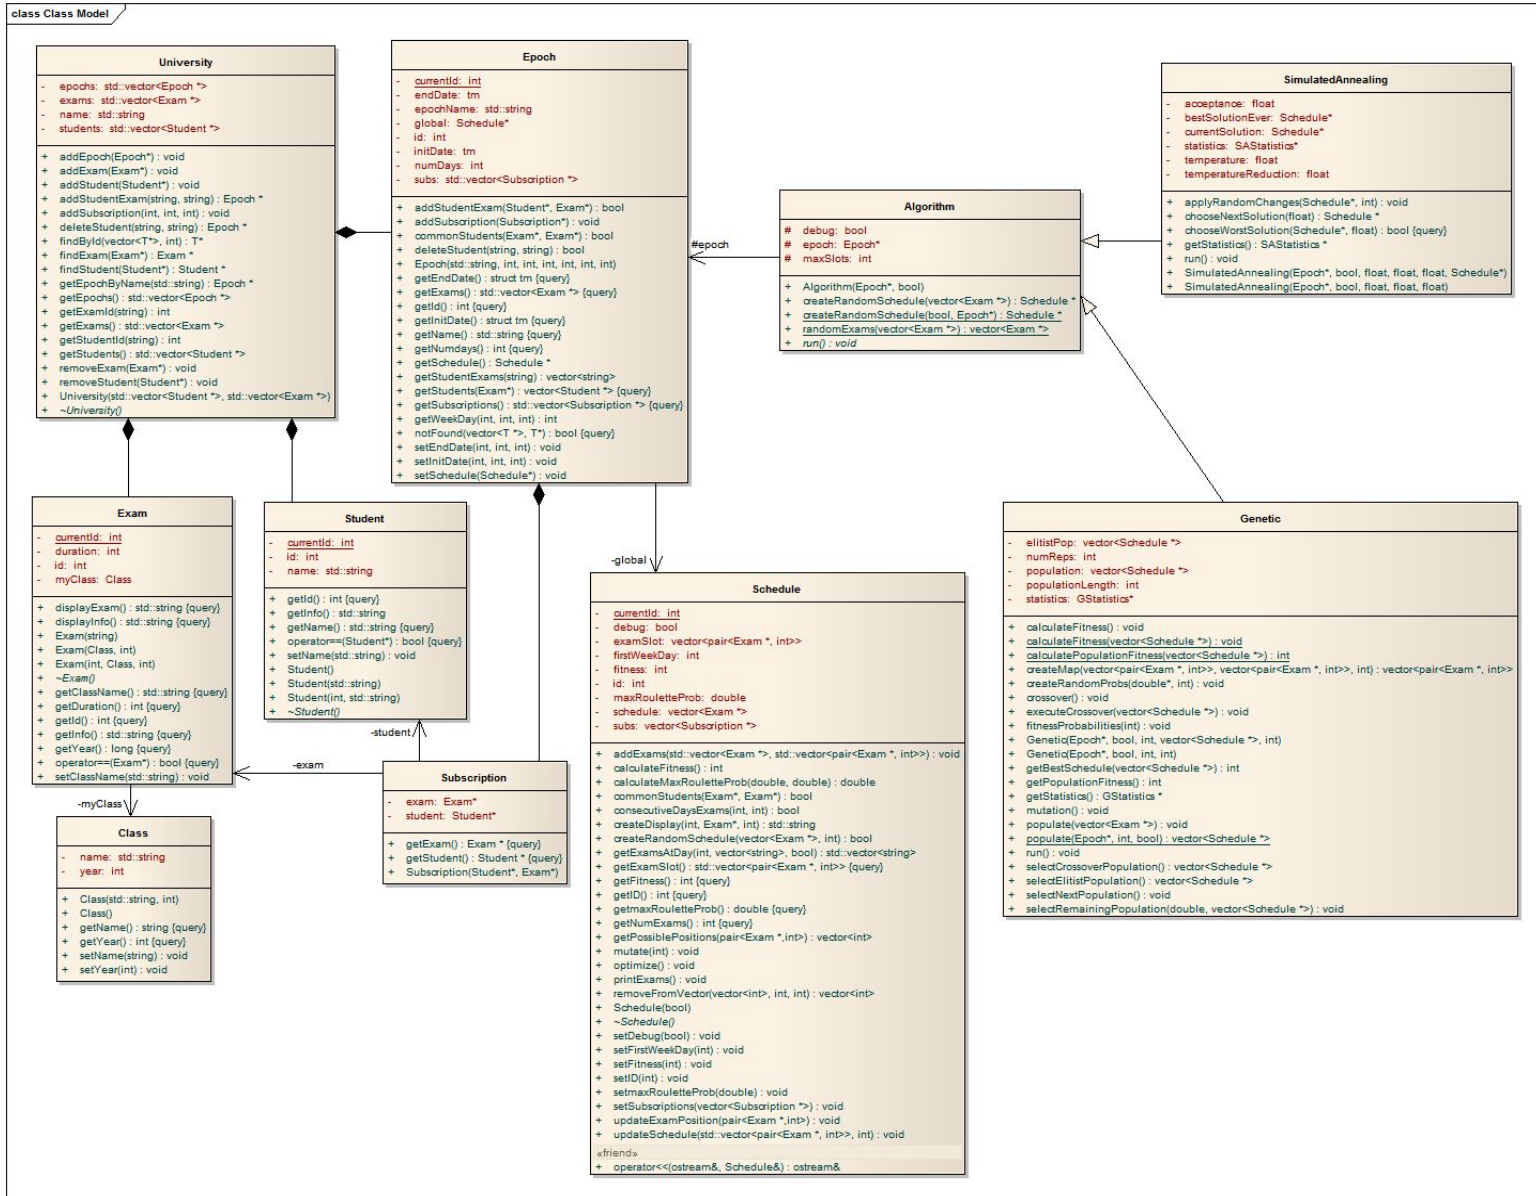 class Class Model
University
- epochs: std::vector<Epoch *>
- exams: std::vector<Exam *>
- name: std::string
- students: std::vector<Student *>
+ addEpoch(Epoch*) : void
+ addExam(Exam*) : void
+ addStudent(Student*) : void
+ addStudentExam(string, string) : Epoch *
+ addSubscription(int, int, int) : void
+ deleteStudent(string, string) : Epoch *
+ findById(vector<T*>, int) : T*
+ findExam(Exam*) : Exam *
+ findStudent(Student*) : Student *
+ getEpochByName(std::string) : Epoch *
+ getEpochs() : std::vector<Epoch *>
+ getExamId(string) : int
+ getExams() : std::vector<Exam *>
+ getStudentId(string) : int
+ getStudents() : std::vector<Student *>
+ removeExam(Exam*) : void
+ removeStudent(Student*) : void
+ University(std::vector<Student *>, std::vector<Exam *>)
+ ~University()
Epoch
- currentId: int
- endDate: tm
- epochName: std::string
- global: Schedule*
- id: int
- initDate: tm
- numDays: int
- subs: std::vector<Subscription *>
+ addStudentExam(Student*, Exam*) : bool
+ addSubscription(Subscription*) : void
+ commonStudents(Exam*, Exam*) : bool
+ deleteStudent(string, string) : bool
+ Epoch(std::string, int, int, int, int, int, int)
+ getEndDate() : struct tm {query}
+ getExams() : std::vector<Exam *> {query}
+ getId() : int {query}
+ getInitDate() : struct tm {query}
+ getName() : std::string {query}
+ getNumdays() : int {query}
+ getSchedule() : Schedule *
+ getStudentExams(string) : vector<string>
+ getStudents(Exam*) : vector<Student *> {query}
+ getSubscriptions() : std::vector<Subscription *> {query}
+ getWeekDay(int, int, int) : int
+ notFound(vector<T *>, T*) : bool {query}
+ setEndDate(int, int, int) : void
+ setInitDate(int, int, int) : void
+ setSchedule(Schedule*) : void
#epoch
Algorithm
# debug: bool
# epoch: Epoch*
# maxSlots: int
+ Algorithm(Epoch*, bool)
+ createRandomSchedule(vector<Exam *>) : Schedule *
+ createRandomSchedule(bool, Epoch*) : Schedule *
+ randomExams(vector<Exam *>) : vector<Exam *>
+ run() : void
SimulatedAnnealing
- acceptance: float
- bestSolutionEver: Schedule*
- currentSolution: Schedule*
- statistics: SAStatistics*
- temperature: float
- temperatureReduction: float
+ applyRandomChanges(Schedule*, int) : void
+ chooseNextSolution(float) : Schedule *
+ chooseWorstSolution(Schedule*, float) : bool {query}
+ getStatistics() : SAStatistics *
+ run() : void
+ SimulatedAnnealing(Epoch*, bool, float, float, float, Schedule*)
+ SimulatedAnnealing(Epoch*, bool, float, float, float)
Exam
- currentId: int
- duration: int
- id: int
- myClass: Class
+ displayExam() : std::string {query}
+ displayInfo() : std::string {query}
+ Exam(string)
+ Exam(Class, int)
+ Exam(int, Class, int)
+ ~Exam()
+ getClassName() : std::string {query}
+ getDuration() : int {query}
+ getId() : int {query}
+ getInfo() : std::string {query}
+ getYear() : long {query}
+ operator==(Exam*) : bool {query}
+ setClassName(std::string) : void
Student
- currentId: int
- id: int
- name: std::string
+ getId() : int {query}
+ getInfo() : std::string
+ getName() : std::string {query}
+ operator==(Student*) : bool {query}
+ setName(std::string) : void
+ Student()
+ Student(std::string)
+ Student(int, std::string)
+ ~Student()
-student
-exam
-myClass
-global
Class
- name: std::string
- year: int
+ Class(std::string, int)
+ Class()
+ getName() : string {query}
+ getYear() : int {query}
+ setName(string) : void
+ setYear(int) : void
Subscription
- exam: Exam*
- student: Student*
+ getExam() : Exam * {query}
+ getStudent() : Student * {query}
+ Subscription(Student*, Exam*)
Schedule
- currentId: int
- debug: bool
- examSlot: vector<pair<Exam *, int>>
- firstWeekDay: int
- fitness: int
- id: int
- maxRouletteProb: double
- schedule: vector<Exam *>
- subs: vector<Subscription *>
+ addExams(std::vector<Exam *>, std::vector<pair<Exam *, int>>) : void
+ calculateFitness() : int
+ calculateMaxRouletteProb(double, double) : double
+ commonStudents(Exam*, Exam*) : bool
+ consecutiveDaysExams(int, int) : bool
+ createDisplay(int, Exam*, int) : std::string
+ createRandomSchedule(vector<Exam *>, int) : bool
+ getExamsAtDay(int, vector<string>, bool) : std::vector<string>
+ getExamSlot() : std::vector<pair<Exam *, int>> {query}
+ getFitness() : int {query}
+ getID() : int {query}
+ getmaxRouletteProb() : double {query}
+ getNumExams() : int {query}
+ getPossiblePositions(pair<Exam *,int>) : vector<int>
+ mutate(int) : void
+ optimize() : void
+ printExams() : void
+ removeFromVector(vector<int>, int, int) : vector<int>
+ Schedule(bool)
+ ~Schedule()
+ setDebug(bool) : void
+ setFirstWeekDay(int) : void
+ setFitness(int) : void
+ setID(int) : void
+ setmaxRouletteProb(double) : void
+ setSubscriptions(vector<Subscription *>) : void
+ updateExamPosition(pair<Exam *,int>) : void
+ updateSchedule(std::vector<pair<Exam *, int>>, int) : void
«friend»
+ operator<<(ostream&, Schedule&) : ostream&
Genetic
- elitistPop: vector<Schedule *>
- numReps: int
- population: vector<Schedule *>
- populationLength: int
- statistics: GStatistics*
+ calculateFitness() : void
+ calculateFitness(vector<Schedule *>) : void
+ calculatePopulationFitness(vector<Schedule *>) : int
+ createMap(vector<pair<Exam *, int>>, vector<pair<Exam *, int>>, int) : vector<pair<Exam *, int>>
+ createRandomProbs(double*, int) : void
+ crossover() : void
+ executeCrossover(vector<Schedule *>) : void
+ fitnessProbabilities(int) : void
+ Genetic(Epoch*, bool, int, vector<Schedule *>, int)
+ Genetic(Epoch*, bool, int, int)
+ getBestSchedule(vector<Schedule *>) : int
+ getPopulationFitness() : int
+ getStatistics() : GStatistics *
+ mutation() : void
+ populate(vector<Exam *>) : void
+ populate(Epoch*, int, bool) : vector<Schedule *>
+ run() : void
+ selectCrossoverPopulation() : vector<Schedule *>
+ selectElitistPopulation() : vector<Schedule *>
+ selectNextPopulation() : void
+ selectRemainingPopulation(double, vector<Schedule *>) : void